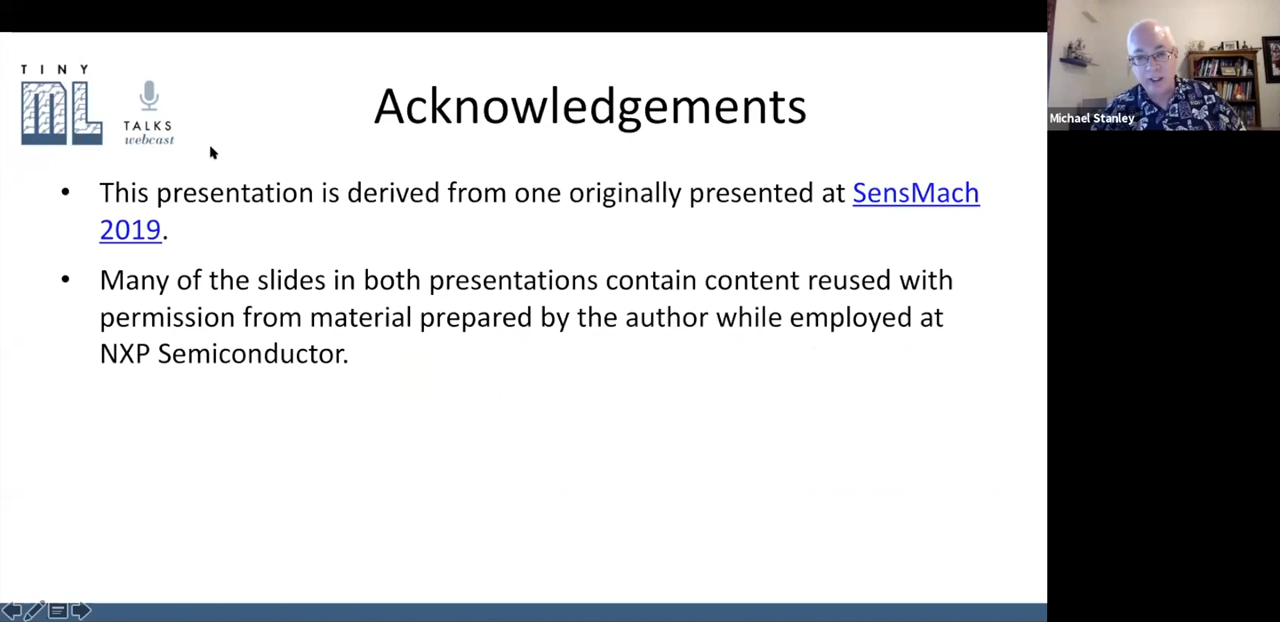 TINY
ML
TALKS
webcast
Acknowledgements
• This presentation is derived from one originally presented at SensMach
2019.
• Many of the slides in both presentations contain content reused with
permission from material prepared by the author while employed at
NXP Semiconductor.
Michael Stanley